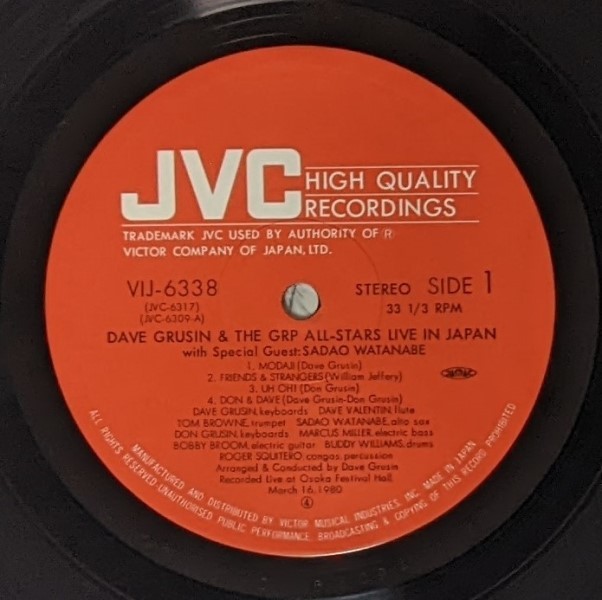 JVC
HIGH QUALITY
RECORDINGS
TRADEMARK JVC USED BY AUTHORITY OF Ⓡ
VICTOR COMPANY OF JAPAN, LTD.
VIJ-6338
(JVC-6317)
(JVC-6309-A)
STEREO SIDE 1
33 1/3 RPM
DAVE GRUSIN & THE GRP ALL-STARS LIVE IN JAPAN
with Special Guest: SADAO WATANABE
1. MODAJI (Dave Grusin)
2. FRIENDS & STRANGERS (William Jeffery)
3. UH OH! (Don Grusin)
4. DON & DAVE (Dave Grusin-Don Grusin)
DAVE GRUSIN, keyboards DAVE VALENTIN, flute
TOM BROWNE, trumpet SADAO WATANABE, alto sax
DON GRUSIN, keyboards MARCUS MILLER, electric bass
BOBBY BROOM, electric guitar BUDDY WILLIAMS, drums
ROGER SQUITERO, congas, percussion
Arranged & Conducted by Dave Grusin
Recorded Live at Osaka Festival Hall
March 16, 1980
④
MANUFACTURED AND DISTRIBUTED BY VICTOR MUSICAL INDUSTRIES, INC. MADE IN JAPAN
ALL RIGHTS RESERVED·UNAUTHORISED PUBLIC PERFORMANCE, BROADCASTING & COPYING OF THIS RECORD PROHIBITED